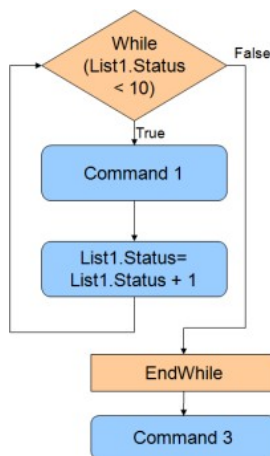 While
(List1.Status
< 10)
False
True
Command 1
List1.Status=
List1.Status + 1
EndWhile
Command 3